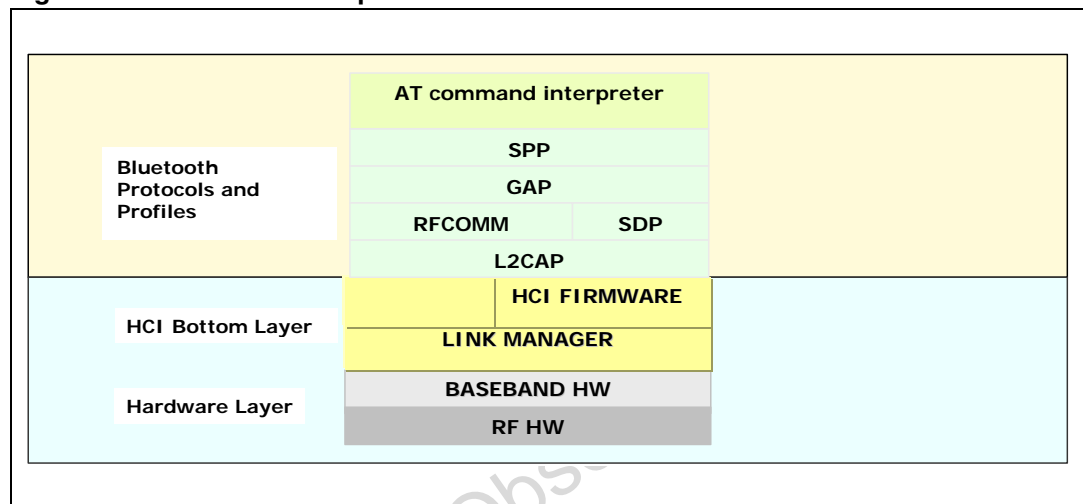 AT command interpreter
SPP
Bluetooth
Protocols and
Profiles
GAP
RFCOMM SDP
L2CAP
HCI FIRMWARE
HCI Bottom Layer
LINK MANAGER
BASEBAND HW
Hardware Layer
RF HW